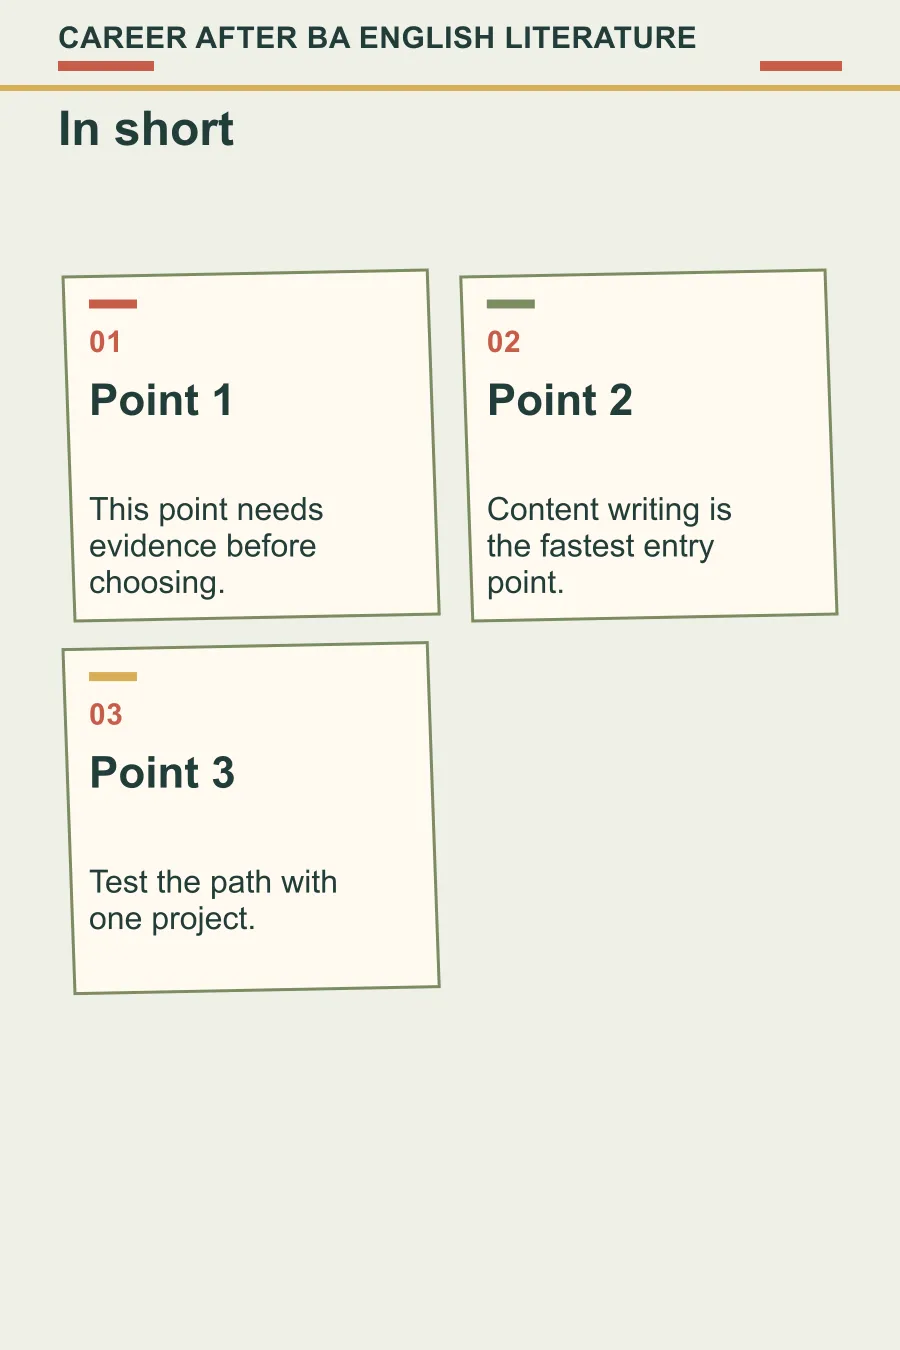 CAREER AFTER BA ENGLISH LITERATURE
In short
01
Point 1
This point needs
evidence before
choosing.
02
Point 2
Content writing is
the fastest entry
point.
03
Point 3
Test the path with
one project.